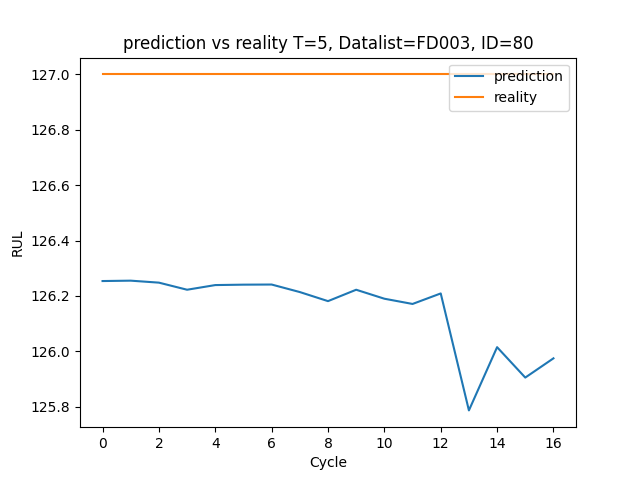 prediction vs reality T=5, Datalist=FD003, ID=80
127.0
126.8
126.6
126.4
126.2
126.0
125.8
RUL
prediction
reality
0 2 4 6 8 10 12 14 16
Cycle